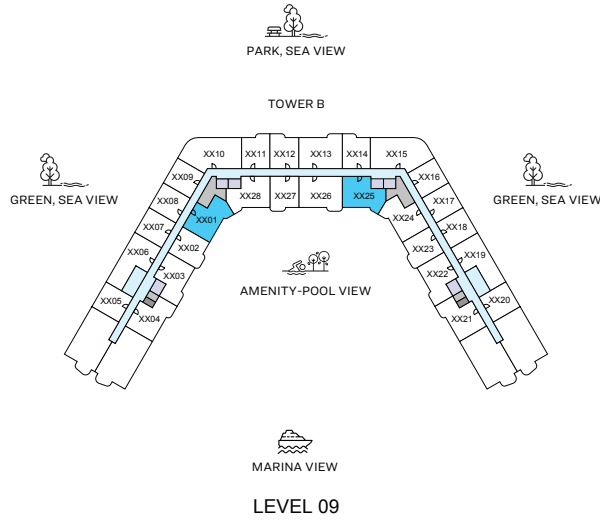 PARK, SEA VIEW
TOWER B
XX10
XX11
XX12
XX13
XX14
XX15
XX09
XX16
GREEN, SEA VIEW
XX08
XX28
XX27
XX26
XX25
XX17
GREEN, SEA VIEW
XX07
XX01
XX24
XX18
XX06
XX02
XX23
XX19
XX03
XX22
AMENITY-POOL VIEW
XX05
XX20
XX04
XX21
MARINA VIEW
LEVEL 09